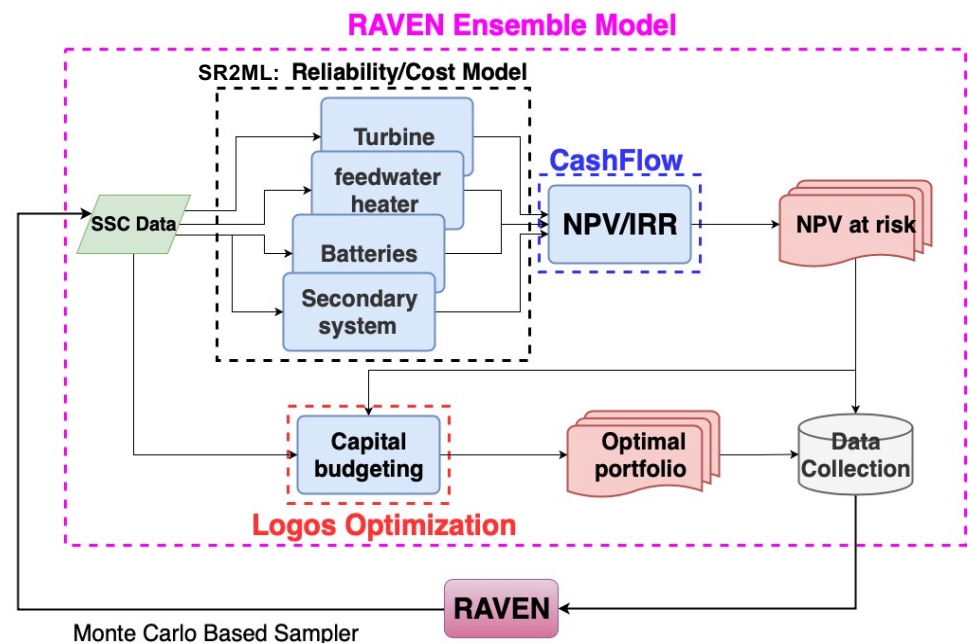 RAVEN Ensemble Model
SR2ML: Reliability/Cost Model
Turbine
feedwater
heater
Batteries
Secondary
system
SSC Data
CashFlow
NPV/IRR
NPV at risk
Capital
budgeting
Logos Optimization
Optimal
portfolio
Data
Collection
RAVEN
Monte Carlo Based Sampler